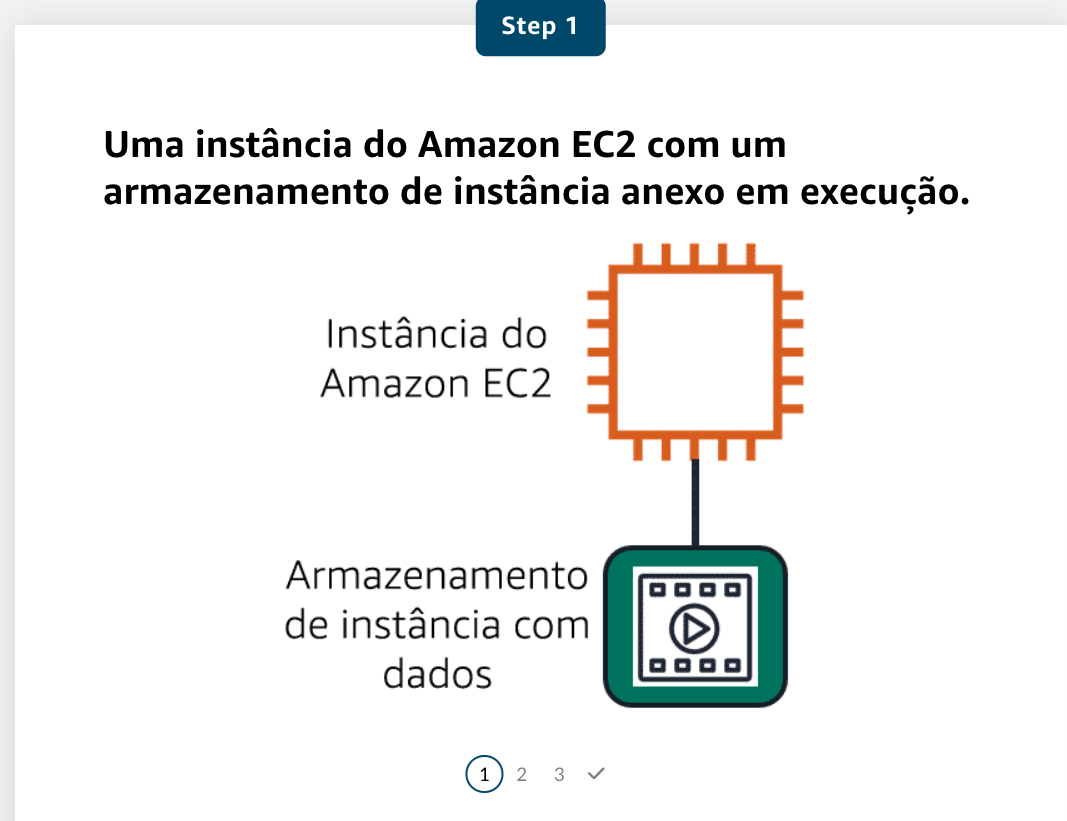 Step 1
Uma instância do Amazon EC2 com um
armazenamento de instância anexo em execução.
Instância do
Amazon EC2
Armazenamento
de instância com
dados
1 2 3